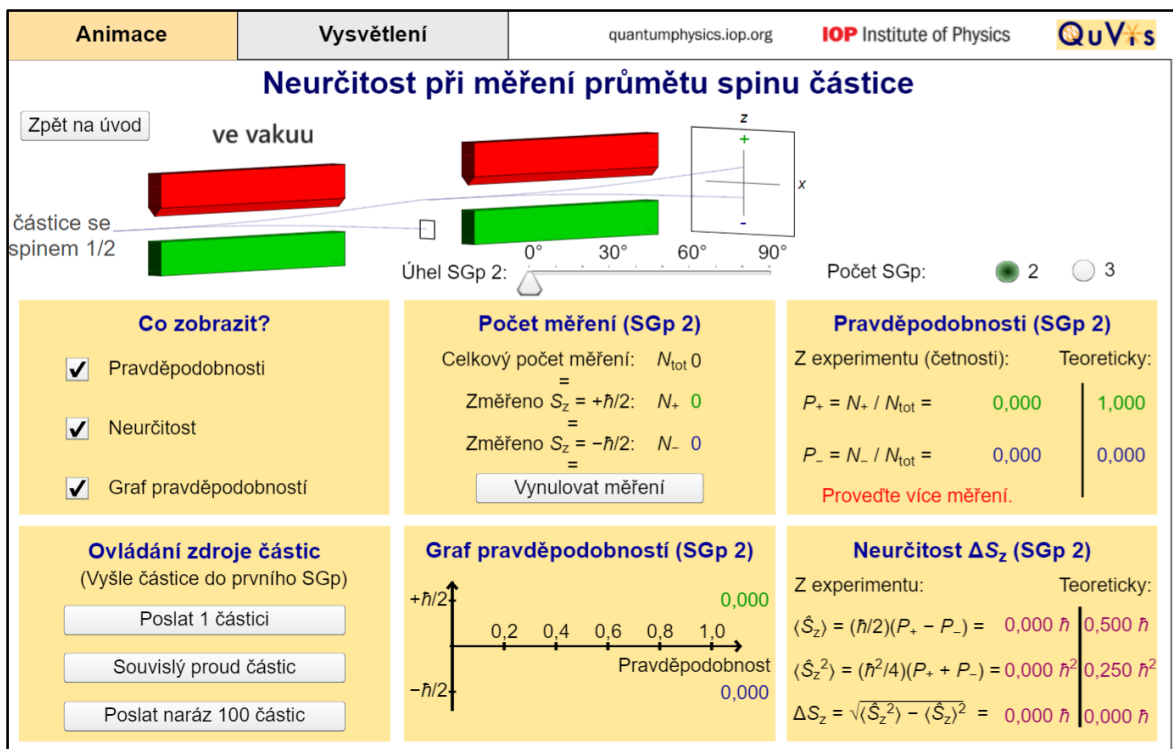 Animace
Vysvětlení
quantumphysics.iop.org
IOP Institute of Physics
QuVis
Neurčitost při měření průmětu spinu částice
Zpět na úvod
ve vakuu
částice se
spinem 1/2
z
+
x
-
Úhel SGp 2:
0° 30° 60° 90°
Počet SGp: 2 3
Co zobrazit?
Pravděpodobnosti
Neurčitost
Graf pravděpodobností
Počet měření (SGp 2)
Celkový počet měření: N_tot 0
=
Změřeno S_z = +ℏ/2: N_+ 0
=
Změřeno S_z = −ℏ/2: N_− 0
=
Vynulovat měření
Pravděpodobnosti (SGp 2)
Z experimentu (četnosti): Teoreticky:
P_+ = N_+ / N_tot = 0,000 1,000
P_− = N_− / N_tot = 0,000 0,000
Proveďte více měření.
Ovládání zdroje částic
(Vyšle částice do prvního SGp)
Poslat 1 částici
Souvislý proud částic
Poslat naráz 100 částic
Graf pravděpodobností (SGp 2)
+ℏ/2 0,000
0,2 0,4 0,6 0,8 1,0
Pravděpodobnost
−ℏ/2 0,000
Neurčitost ΔS_z (SGp 2)
Z experimentu: Teoreticky:
⟨Ŝ_z⟩ = (ℏ/2)(P_+ − P_−) = 0,000 ℏ 0,500 ℏ
⟨Ŝ_z²⟩ = (ℏ²/4)(P_+ + P_−) = 0,000 ℏ² 0,250 ℏ²
ΔS_z = √⟨Ŝ_z²⟩ − ⟨Ŝ_z⟩² = 0,000 ℏ 0,000 ℏ